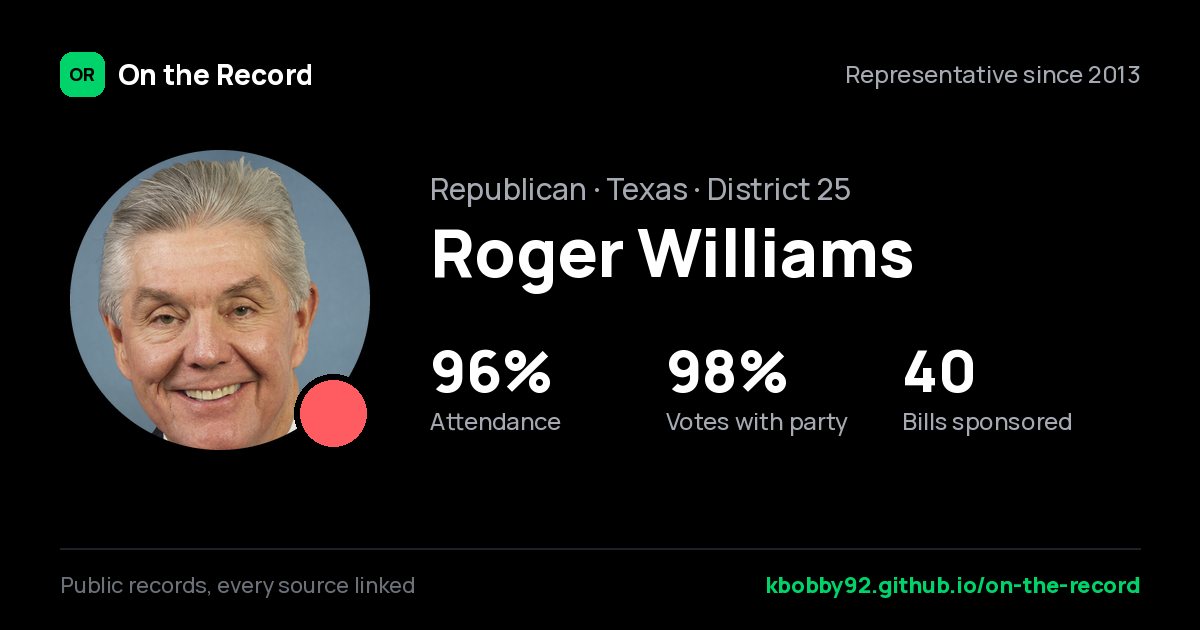 OR On the Record
Representative since 2013
Republican · Texas · District 25
Roger Williams
96% 98% 40
Attendance Votes with party Bills sponsored
Public records, every source linked
kbobby92.github.io/on-the-record